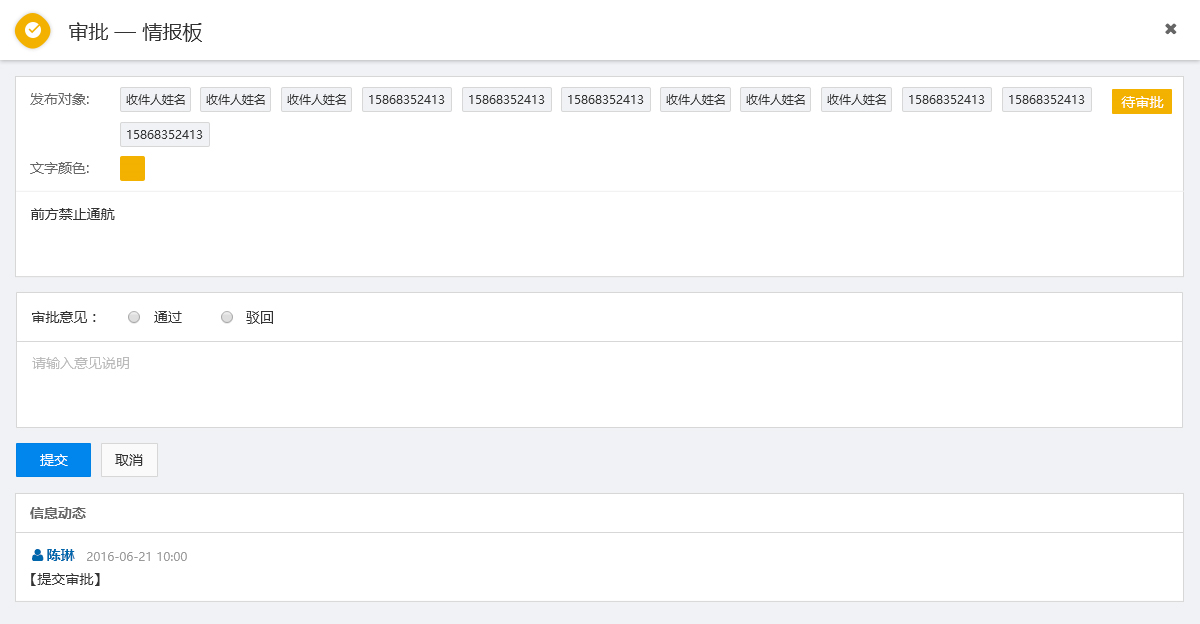 审批 — 情报板
发布对象: 收件人姓名 收件人姓名 收件人姓名 15868352413 15868352413 15868352413 收件人姓名 收件人姓名 收件人姓名 15868352413 15868352413 待审批
15868352413
文字颜色:
前方禁止通航
审批意见： 通过 驳回
请输入意见说明
提交 取消
信息动态
陈琳 2016-06-21 10:00
【提交审批】